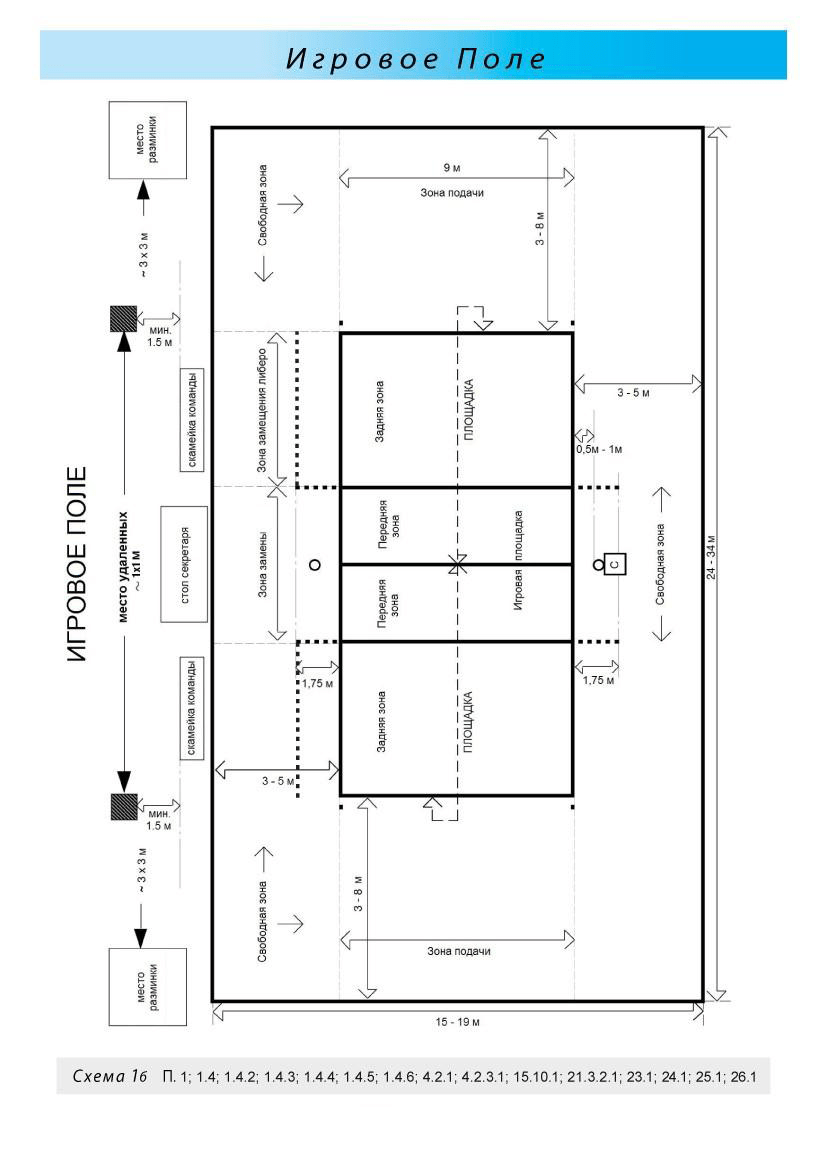 Игровое Поле
место
разминки
Свободная зона
9 м
Зона подачи
3 - 8 м
~ 3 х 3 м
мин.
1.5 м
скамейка команды
Зона замещения либеро
Задняя зона
ПЛОЩАДКА
3 - 5 м
0,5м - 1м
ИГРОВОЕ ПОЛЕ
место удаленных
~ 1х1 м
стол секретаря
Зона замены
Передняя
зона
Игровая площадка
Передняя
зона
С
Свободная зона
24 - 34 м
скамейка команды
1,75 м
Задняя зона
ПЛОЩАДКА
1,75 м
3 - 5 м
мин.
1.5 м
~ 3 х 3 м
Свободная зона
3 - 8 м
Зона подачи
место
разминки
15 - 19 м
Схема 1б П. 1; 1.4; 1.4.2; 1.4.3; 1.4.4; 1.4.5; 1.4.6; 4.2.1; 4.2.3.1; 15.10.1; 21.3.2.1; 23.1; 24.1; 25.1; 26.1